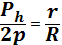 P_h/2p = r/R